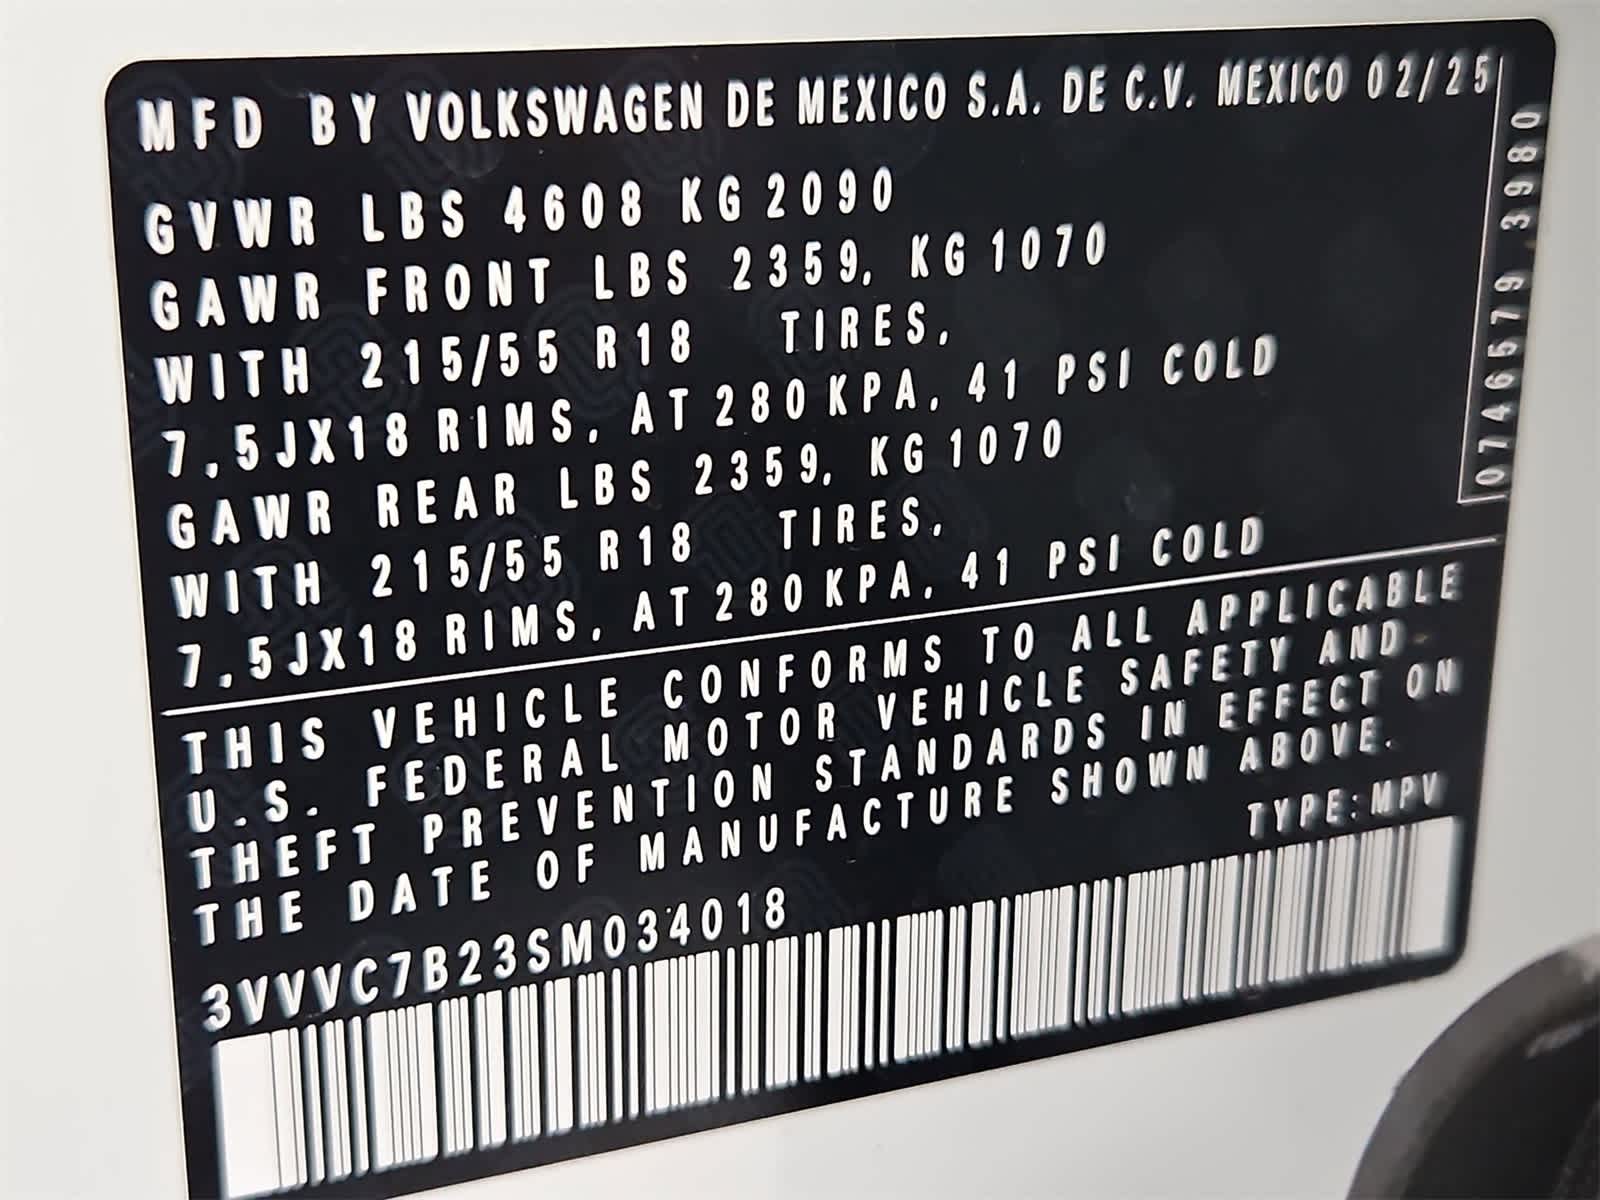 MFD BY VOLKSWAGEN DE MEXICO S.A. DE C.V. MEXICO 02/25
GVWR LBS 4608 KG 2090
GAWR FRONT LBS 2359, KG 1070
WITH 215/55 R18 TIRES,
7,5JX18 RIMS, AT 280 KPA, 41 PSI COLD
GAWR REAR LBS 2359, KG 1070
WITH 215/55 R18 TIRES,
7,5JX18 RIMS, AT 280 KPA, 41 PSI COLD
0746579 3980
THIS VEHICLE CONFORMS TO ALL APPLICABLE
U.S. FEDERAL MOTOR VEHICLE SAFETY AND
THEFT PREVENTION STANDARDS IN EFFECT ON
THE DATE OF MANUFACTURE SHOWN ABOVE.
TYPE:MPV
3VVVC7B23SM034018